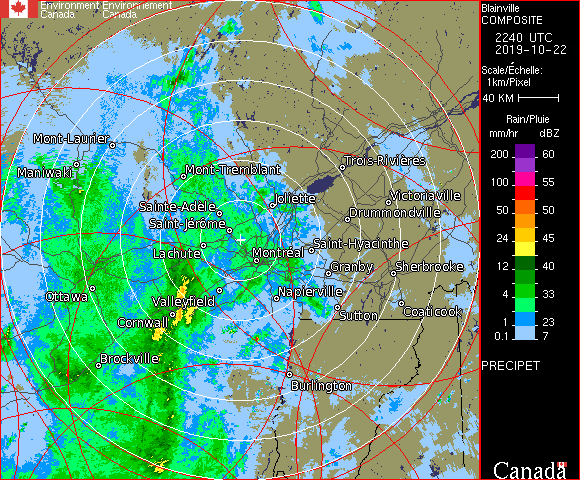 Environment Environnement
Canada Canada
Blainville
COMPOSITE
2240 UTC
2019-10-22
Scale/Échelle:
1km/Pixel
40 KM
Rain/Pluie
mm/hr dBZ
200 60
100 55
50 50
24 45
12 40
4 33
1 23
0.1 7
PRECIPET
Mont-Laurier
Maniwaki
Mont-Tremblant
Trois-Rivières
Joliette
Victoriaville
Sainte-Adele
Drummondville
Saint-Jérôme
Saint-Hyacinthe
Lachute
Montréal
Granby
Sherbrooke
Ottawa
Valleyfield
Napierville
Coaticook
Cornwall
Sutton
Brockville
Burlington
Canada